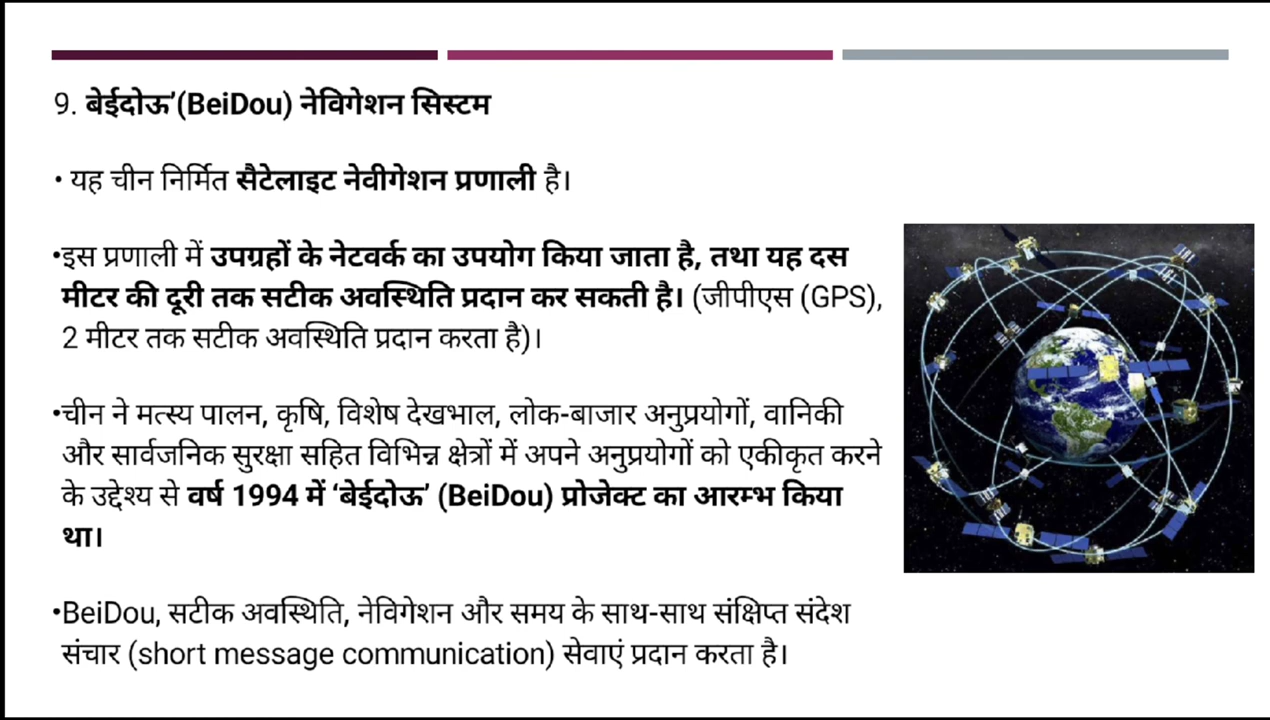 9. बेईदोऊ’(BeiDou) नेविगेशन सिस्टम
• यह चीन निर्मित सैटेलाइट नेवीगेशन प्रणाली है।
•इस प्रणाली में उपग्रहों के नेटवर्क का उपयोग किया जाता है, तथा यह दस
मीटर की दूरी तक सटीक अवस्थिति प्रदान कर सकती है। (जीपीएस (GPS),
2 मीटर तक सटीक अवस्थिति प्रदान करता है)।
•चीन ने मत्स्य पालन, कृषि, विशेष देखभाल, लोक-बाजार अनुप्रयोगों, वानिकी
और सार्वजनिक सुरक्षा सहित विभिन्न क्षेत्रों में अपने अनुप्रयोगों को एकीकृत करने
के उद्देश्य से वर्ष 1994 में ‘बेईदोऊ’ (BeiDou) प्रोजेक्ट का आरम्भ किया
था।
•BeiDou, सटीक अवस्थिति, नेविगेशन और समय के साथ-साथ संक्षिप्त संदेश
संचार (short message communication) सेवाएं प्रदान करता है।